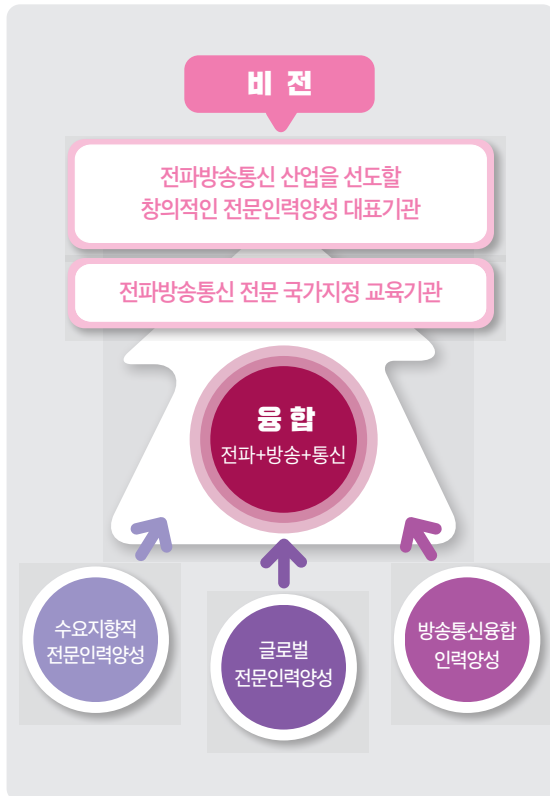 비 전
전파방송통신 산업을 선도할
창의적인 전문인력양성 대표기관
전파방송통신 전문 국가지정 교육기관
융 합
전파+방송+통신
수요지향적
전문인력양성
글로벌
전문인력양성
방송통신융합
인력양성